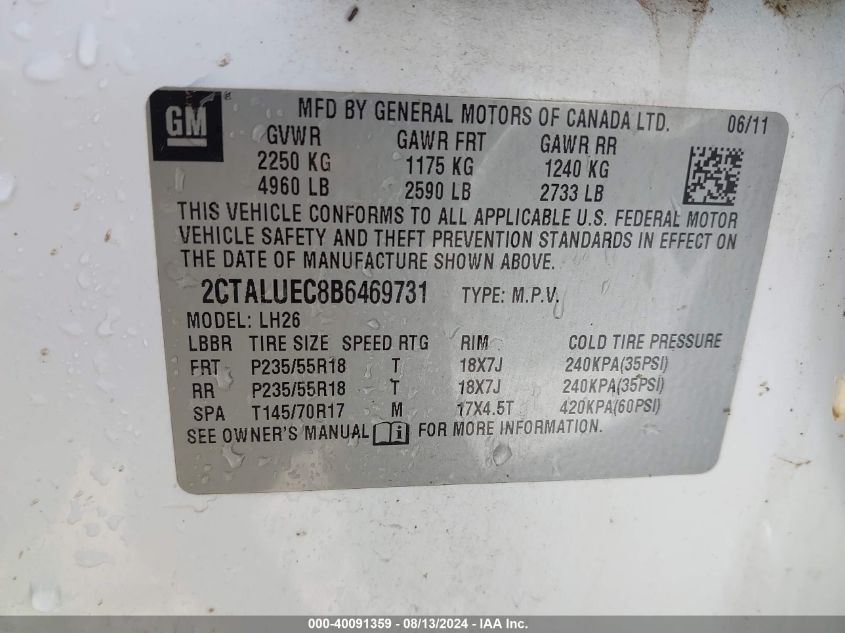 GM
MFD BY GENERAL MOTORS OF CANADA LTD. 06/11
GVWR GAWR FRT GAWR RR
2250 KG 1175 KG 1240 KG
4960 LB 2590 LB 2733 LB
THIS VEHICLE CONFORMS TO ALL APPLICABLE U.S. FEDERAL MOTOR
VEHICLE SAFETY AND THEFT PREVENTION STANDARDS IN EFFECT ON
THE DATE OF MANUFACTURE SHOWN ABOVE.
2CTALUEC8B6469731 TYPE: M.P.V.
MODEL: LH26
LBBR TIRE SIZE SPEED RTG RIM COLD TIRE PRESSURE
FRT P235/55R18 T 18X7J 240KPA(35PSI)
RR P235/55R18 T 18X7J 240KPA(35PSI)
SPA T145/70R17 M 17X4.5T 420KPA(60PSI)
SEE OWNER'S MANUAL i FOR MORE INFORMATION.
000-40091359 - 08/13/2024 - IAA Inc.